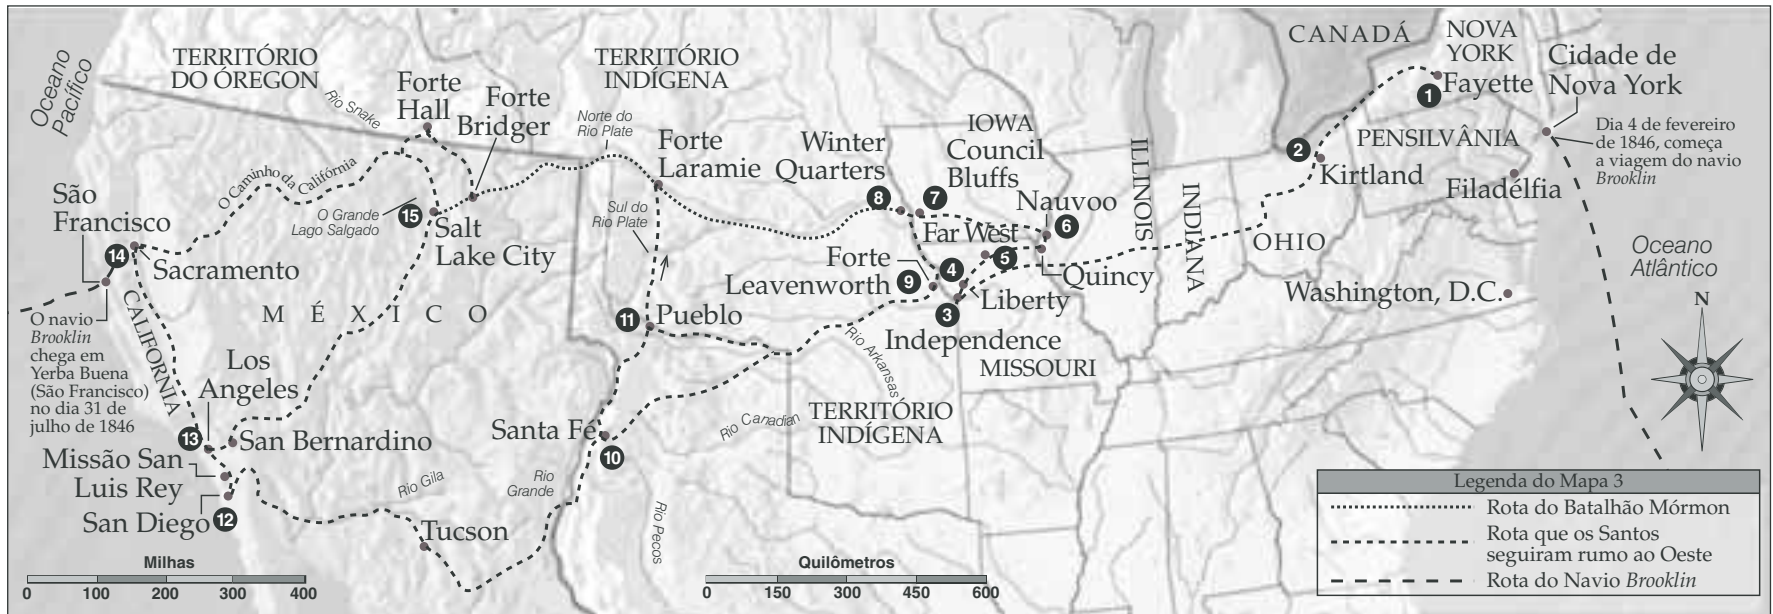 CANADÁ
NOVA
YORK
Oceano
Pacífico
TERRITÓRIO
DO ÓREGON
TERRITÓRIO
INDÍGENA
Cidade de
Nova York
Forte
Hall
Fayette
1
Rio Snake
Forte
Bridger
Norte do
Rio Plate
IOWA
Council
Bluffs
ILLINOIS
PENSILVÂNIA
Dia 4 de fevereiro
de 1846, começa
a viagem do navio
Brooklin
Forte
Laramie
Winter
Quarters
2
Kirtland
Filadélfia
O Caminho da Califórnia
São
Francisco
O Grande
Lago Salgado
15
Salt
Lake City
Sul do
Rio Plate
8
7
Nauvoo
6
INDIANA
OHIO
Far West
5
Quincy
14
Sacramento
Oceano
Atlântico
Forte
Leavenworth
9
4
Liberty
3
Independence
Washington, D.C.
N
MÉXICO
CALIFORNIA
O navio
Brooklin
chega em
Yerba Buena
(São Francisco)
no dia 31 de
julho de 1846
11
Pueblo
Rio Arkansas
MISSOURI
Los
Angeles
TERRITÓRIO
INDÍGENA
Rio Canadian
13
San Bernardino
Santa Fé
10
Missão San
Luis Rey
San Diego
12
Rio Gila
Rio
Grande
Rio Pecos
Tucson
Legenda do Mapa 3
Rota do Batalhão Mórmon
Rota que os Santos
seguiram rumo ao Oeste
Rota do Navio Brooklin
Milhas
0 100 200 300 400
Quilômetros
0 150 300 450 600